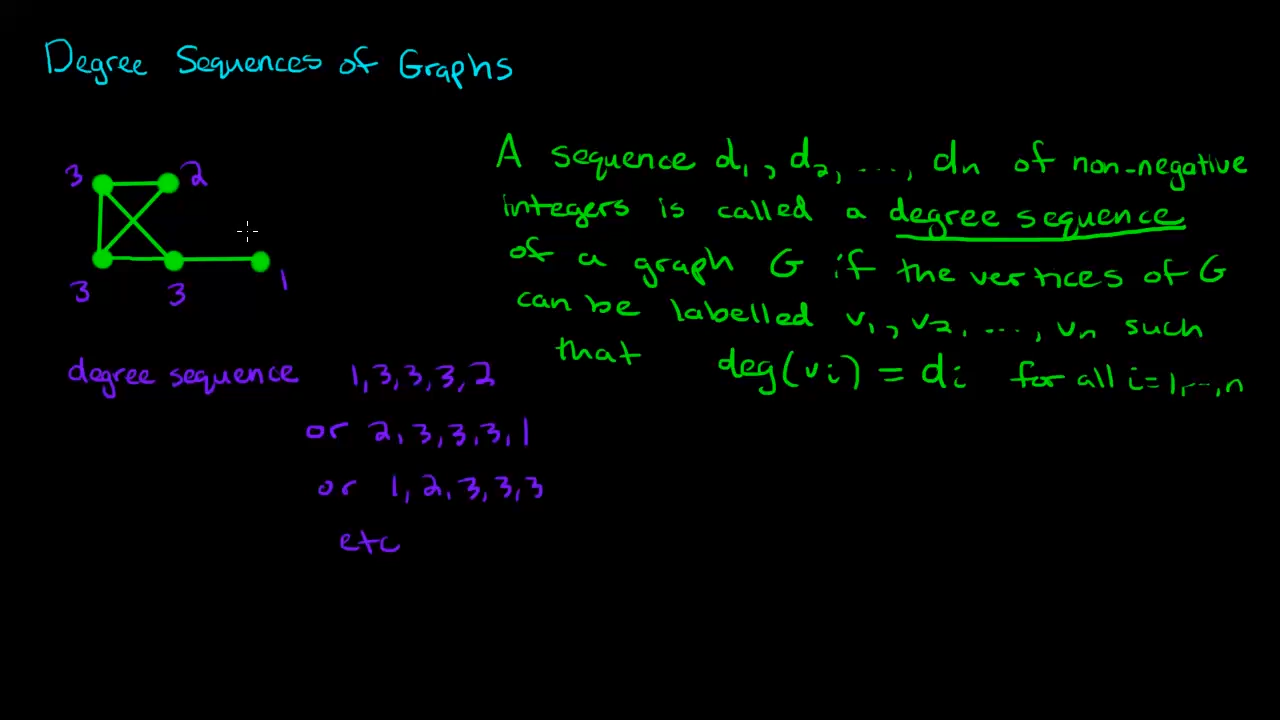 Degree Sequences of Graphs
3 2
3 3 1
degree sequence 1, 3, 3, 3, 2
or 2, 3, 3, 3, 1
or 1, 2, 3, 3, 3
etc
A sequence d₁, d₂, ..., dn of non-negative
integers is called a degree sequence
of a graph G if the vertices of G
can be labelled v₁, v₂, ..., vn such
that deg(vi) = di for all i=1,...,n